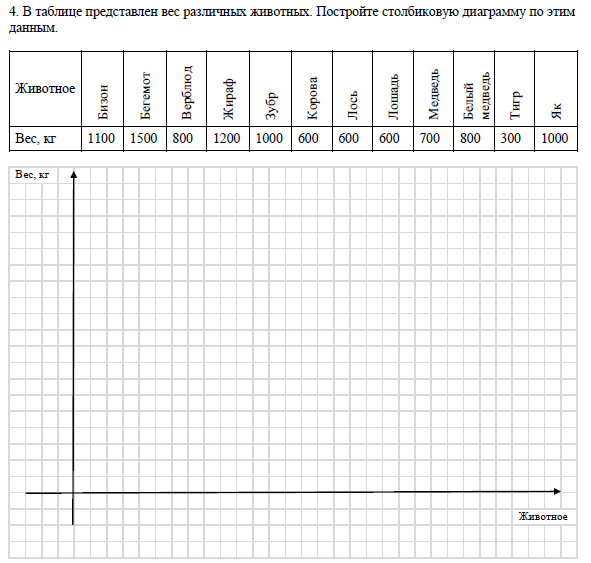 4. В таблице представлен вес различных животных. Постройте столбиковую диаграмму по этим
данным.
Животное Бизон Бегемот Верблюд Жираф Зубр Корова Лось Лошадь Медведь Белый медведь Тигр Як
Вес, кг 1100 1500 800 1200 1000 600 600 600 700 800 300 1000
Вес, кг
Животное